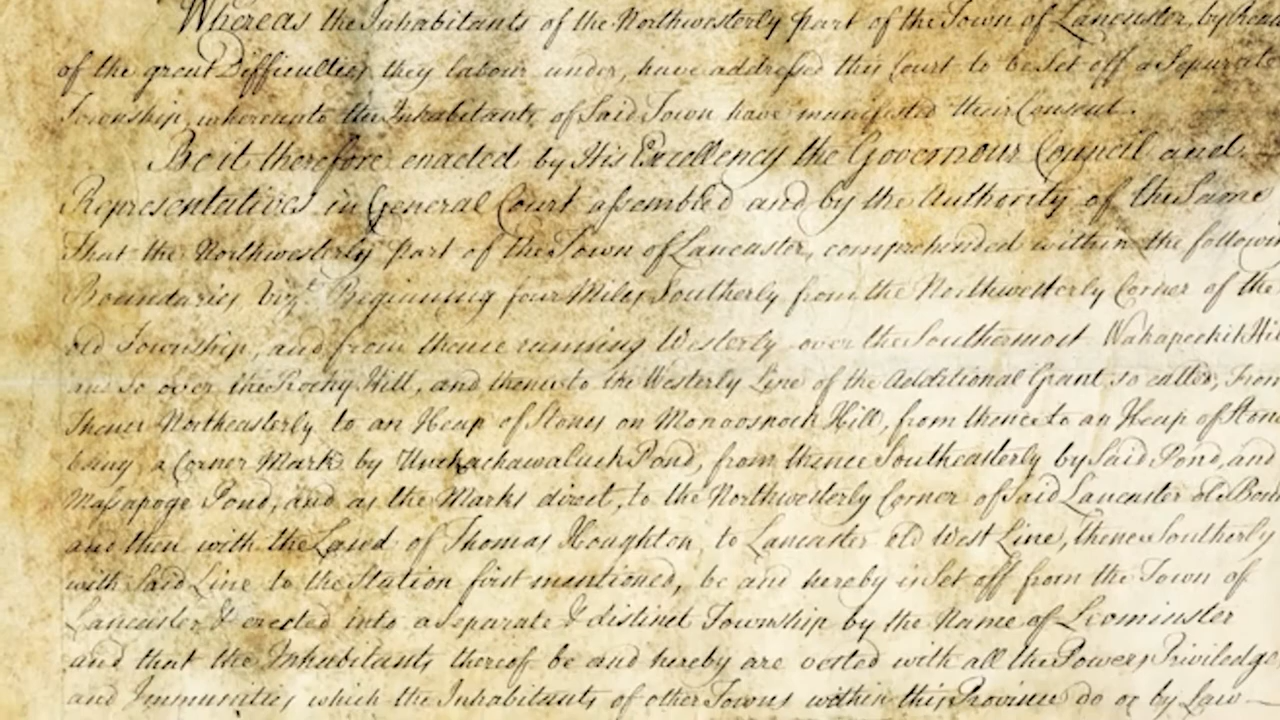 Whereas the Inhabitants of the Northwesterly part of the Town of Lancaster, by Reas
of the great Difficulties they labour under, have addressed this Court to be Set off a Separate
Township, whereunto the Inhabitants of Said Town have manifested their Consent.
Be it therefore enacted by His Excellency the Governour Council and
Representatives in General Court assembled and by the Authority of the Same
That the Northwesterly part of the Town of Lancaster, comprehended within the followin
Boundaries, Vizt. Beginning four Miles Southerly from the Northwesterly Corner of the
old Township, and from thence running Westerly over the Southermost Wahapeekit Hi
and so over the Rocky Hill, and thence to the Westerly Line of the Additional Grant so called, From
thence Northeasterly to an Heap of Stones on Monoosnock Hill, from thence to an Heap of Stone
being a Corner Mark by Pond, from thence Southeasterly by Said Pond, and
Massapoge Pond, and as the Marks direct, to the Northwesterly Corner of Said Lancaster old Bou
and then with the Land of Thomas Houghton, to Lancaster old West Line, thence Southerly
with Said Line to the Station first mentioned, be and hereby is Set off from the Town of
Lancaster & erected into a Separate & distinct Township by the Name of Leominster
and that the Inhabitants thereof be and hereby are vested with all the Powers, Priviledge
and Immunities which the Inhabitants of other Towns within this Province do or by Law